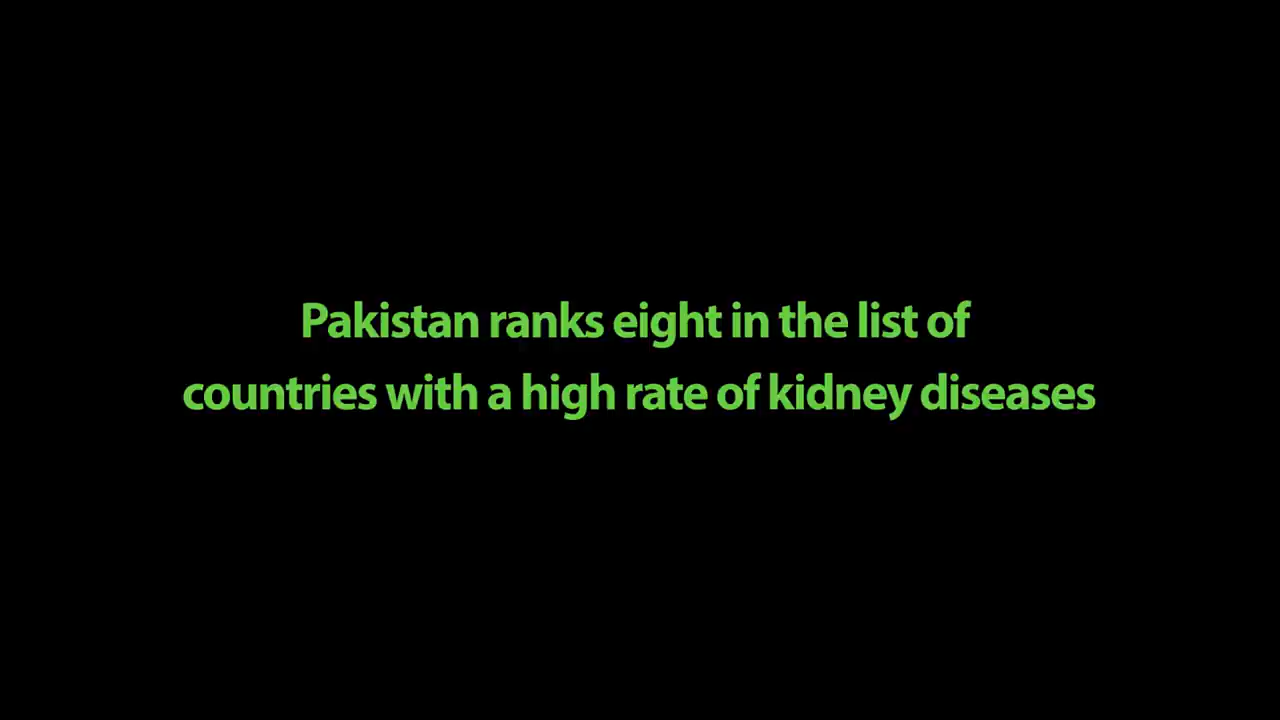 Pakistan ranks eight in the list of
countries with a high rate of kidney diseases